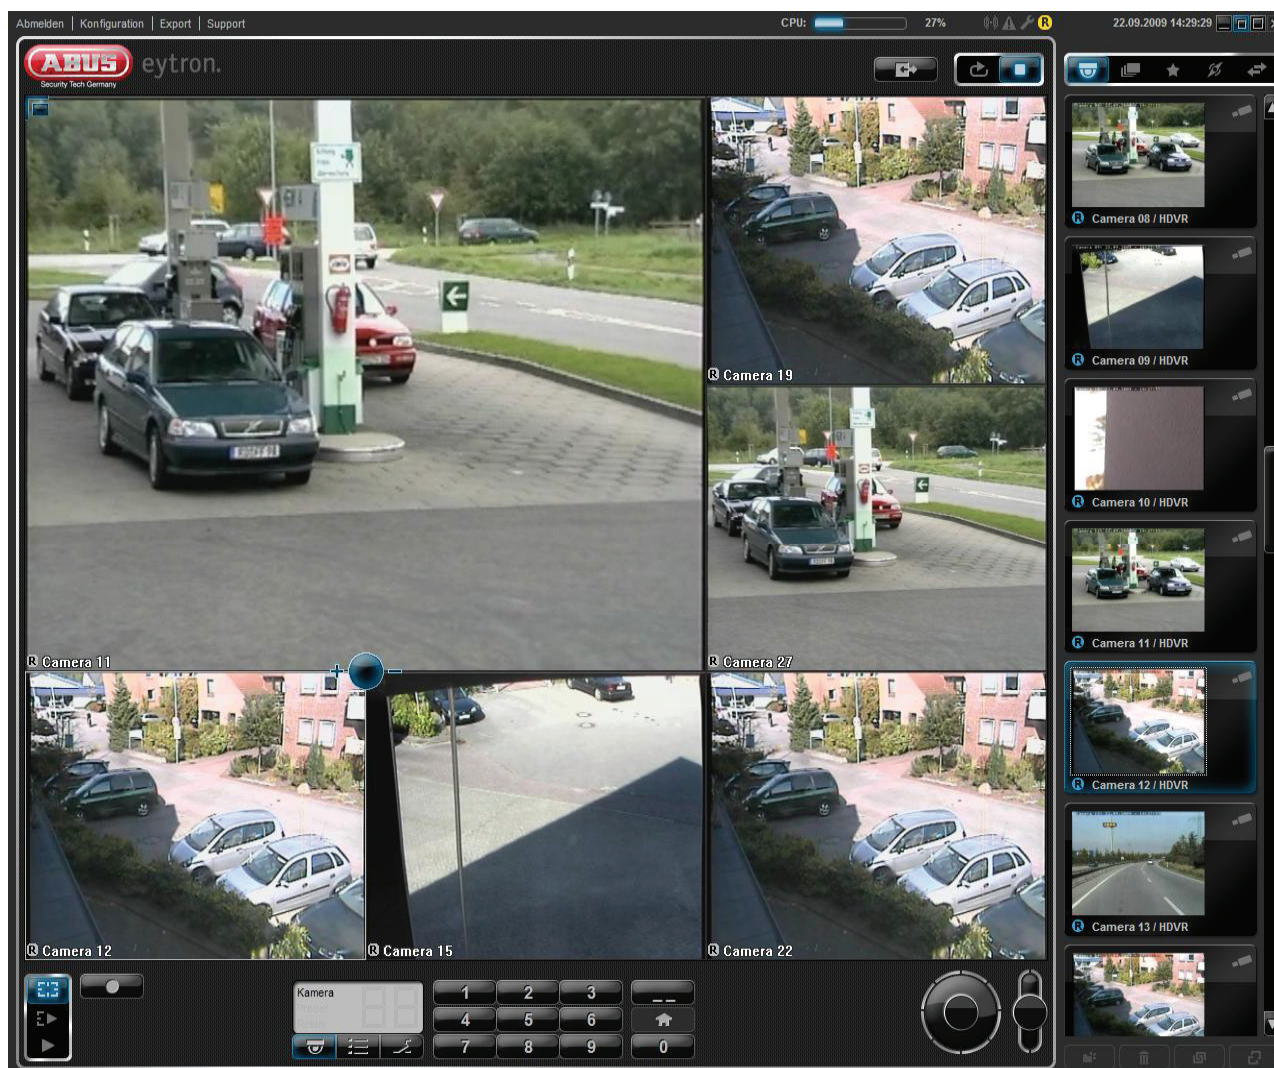 Abmelden | Konfiguration | Export | Support
CPU: 27% R 22.09.2009 14:29:29
ABUS eytron.
Security Tech Germany
R Camera 11
R Camera 19
R Camera 27
R Camera 12
R Camera 15
R Camera 22
R Camera 08 / HDVR
R Camera 09 / HDVR
R Camera 10 / HDVR
R Camera 11 / HDVR
R Camera 12 / HDVR
R Camera 13 / HDVR
Kamera
1 2 3 _ _
4 5 6
7 8 9 0